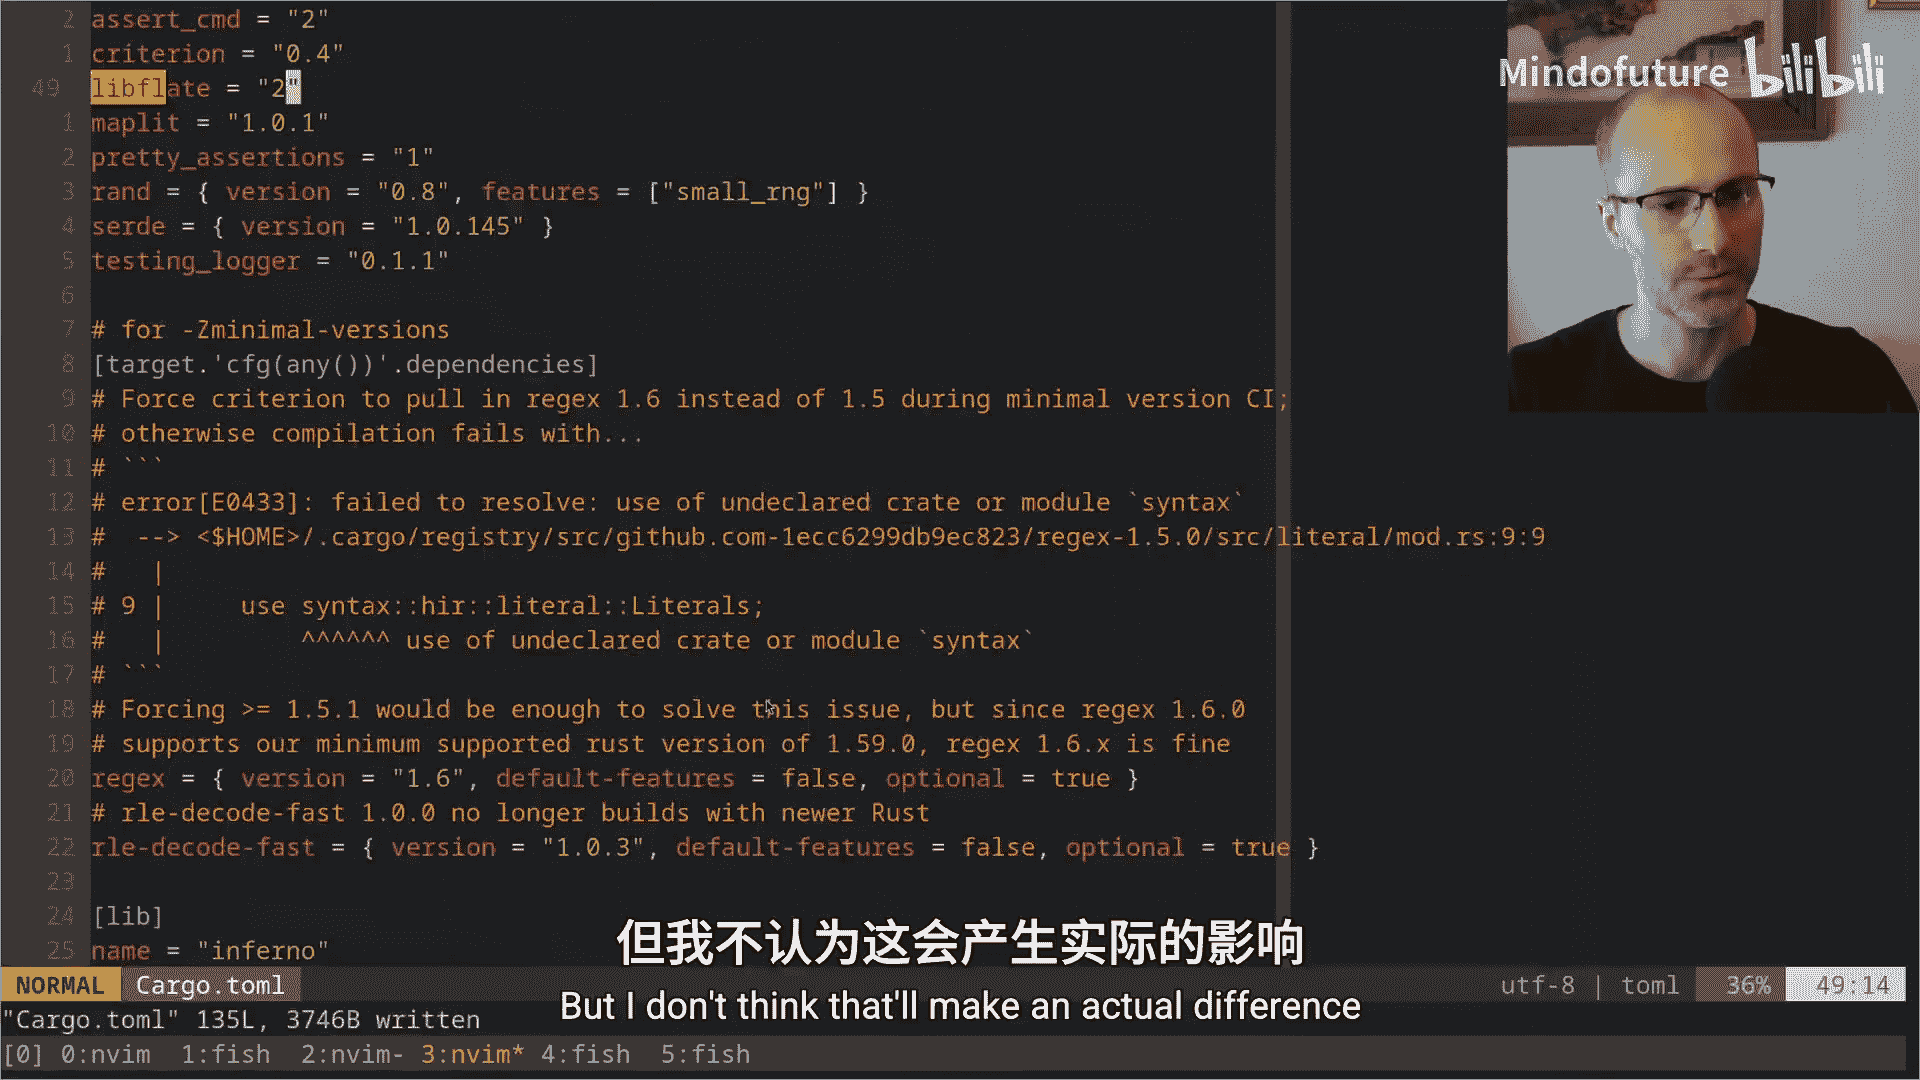 2 assert_cmd = "2"
1 criterion = "0.4"
49 libflate = "2"
1 maplit = "1.0.1"
2 pretty_assertions = "1"
3 rand = { version = "0.8", features = ["small_rng"] }
4 serde = { version = "1.0.145" }
5 testing_logger = "0.1.1"
6
7 # for -Zminimal-versions
8 [target.'cfg(any())'.dependencies]
9 # Force criterion to pull in regex 1.6 instead of 1.5 during minimal version CI;
10 # otherwise compilation fails with...
11 # ```
12 # error[E0433]: failed to resolve: use of undeclared crate or module `syntax`
13 #  --> <$HOME>/.cargo/registry/src/github.com-1ecc6299db9ec823/regex-1.5.0/src/literal/mod.rs:9:9
14 #   |
15 # 9 |     use syntax::hir::literal::Literals;
16 #   |         ^^^^^^ use of undeclared crate or module `syntax`
17 # ```
18 # Forcing >= 1.5.1 would be enough to solve this issue, but since regex 1.6.0
19 # supports our minimum supported rust version of 1.59.0, regex 1.6.x is fine
20 regex = { version = "1.6", default-features = false, optional = true }
21 # rle-decode-fast 1.0.0 no longer builds with newer Rust
22 rle-decode-fast = { version = "1.0.3", default-features = false, optional = true }
23
24 [lib]
25 name = "inferno"
Mindofuture bilibili
但我不认为这会产生实际的影响
NORMAL Cargo.toml utf-8 | toml 36% 49:14
But I don't think that'll make an actual difference
"Cargo.toml" 135L, 3746B written
[0] 0:nvim 1:fish 2:nvim- 3:nvim* 4:fish 5:fish